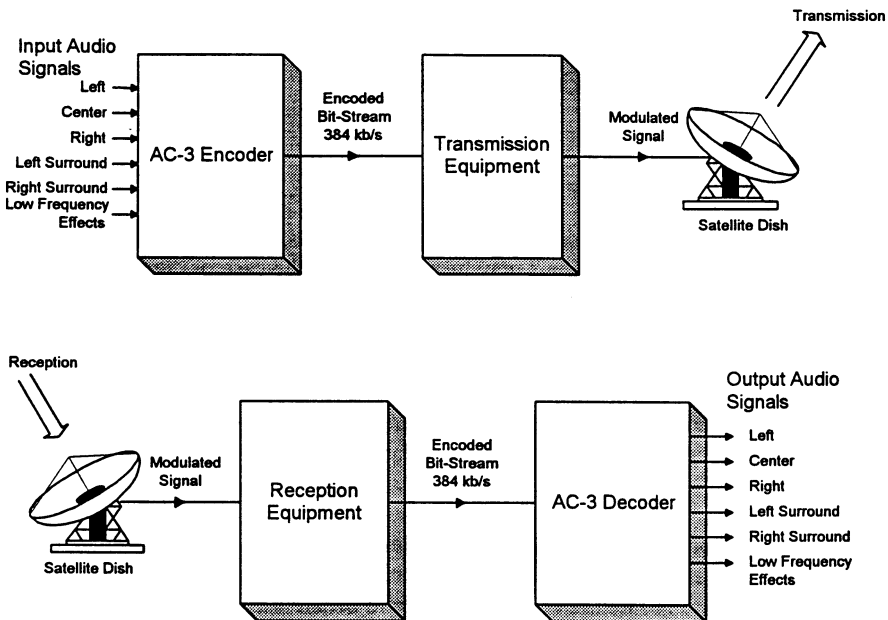 Transmission
Input Audio
Signals
Left
Center
Right
Left Surround
Right Surround
Low Frequency
Effects
AC-3 Encoder
Encoded
Bit-Stream
384 kb/s
Transmission
Equipment
Modulated
Signal
Satellite Dish
Reception
Satellite Dish
Modulated
Signal
Reception
Equipment
Encoded
Bit-Stream
384 kb/s
AC-3 Decoder
Output Audio
Signals
Left
Center
Right
Left Surround
Right Surround
Low Frequency
Effects